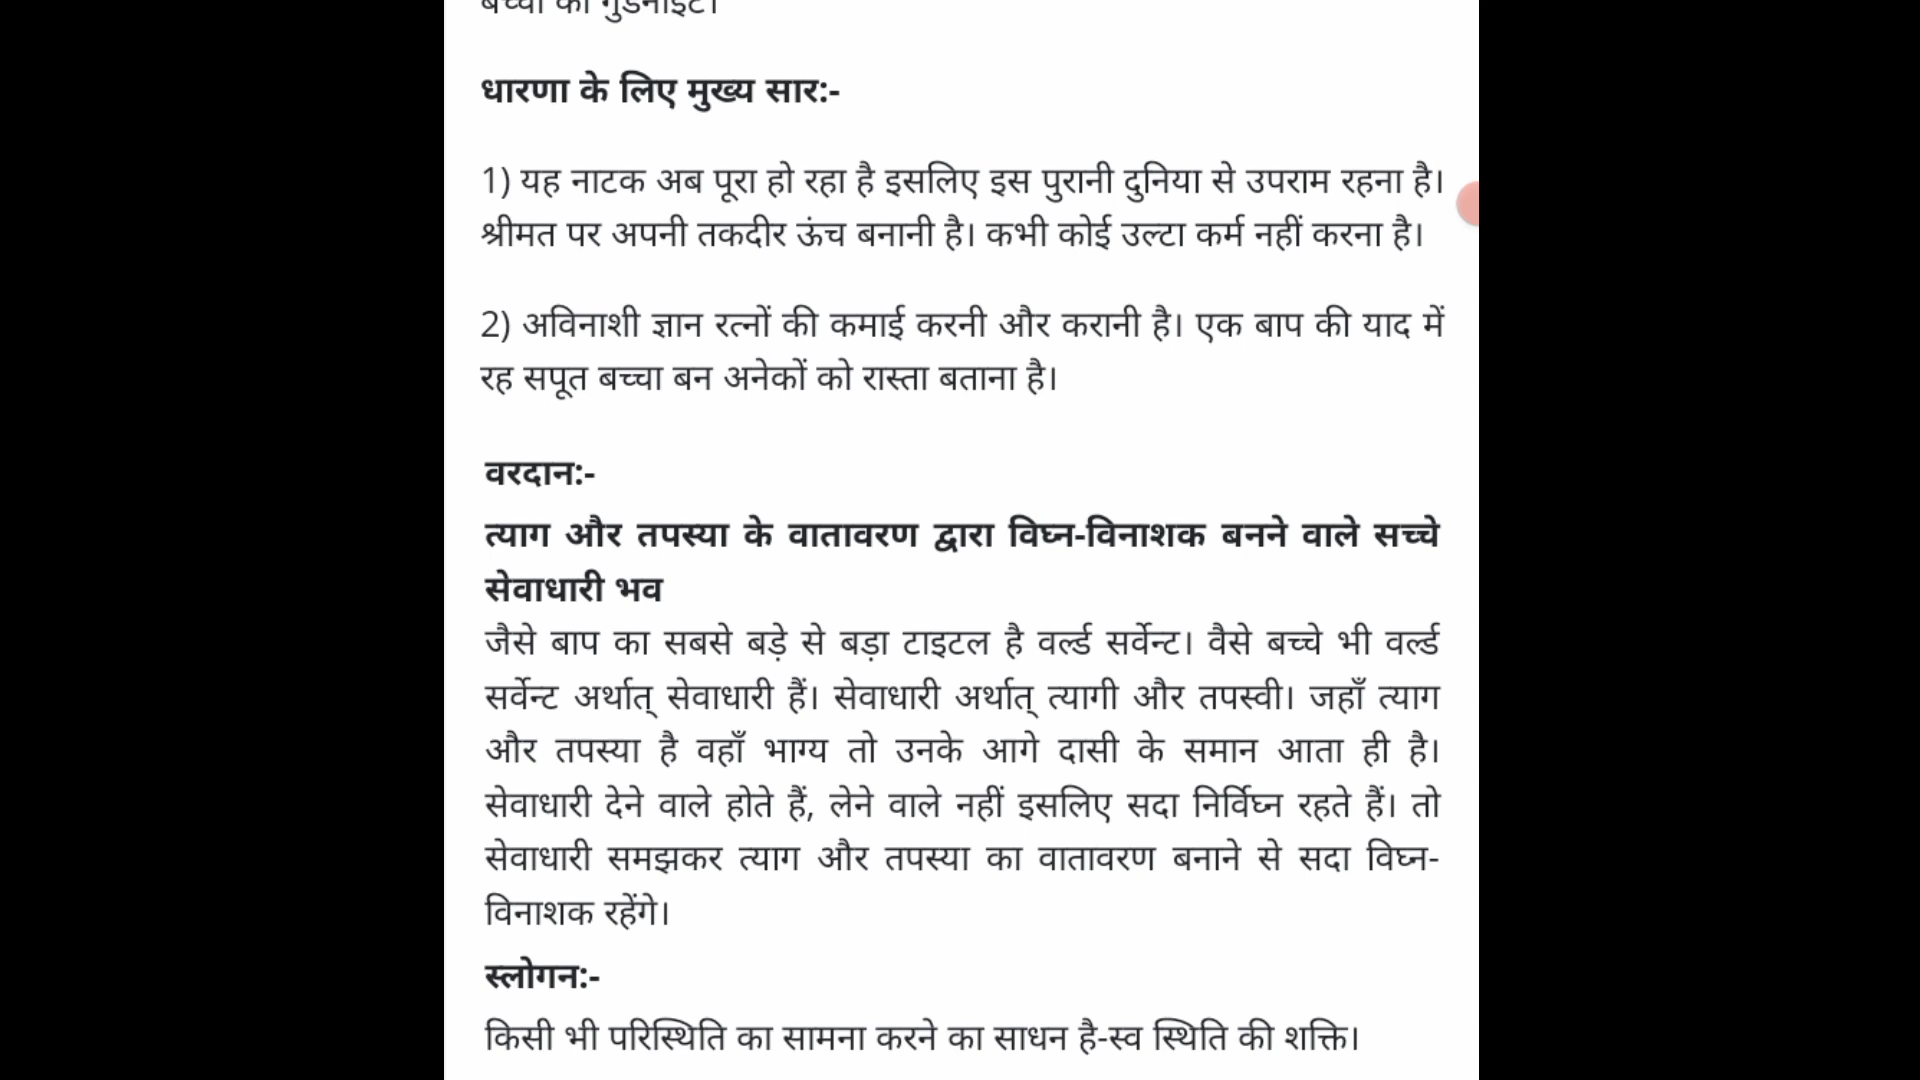 बच्चों को गुडनाइट।
धारणा के लिए मुख्य सार:-
1) यह नाटक अब पूरा हो रहा है इसलिए इस पुरानी दुनिया से उपराम रहना है।
श्रीमत पर अपनी तकदीर ऊंच बनानी है। कभी कोई उल्टा कर्म नहीं करना है।
2) अविनाशी ज्ञान रत्नों की कमाई करनी और करानी है। एक बाप की याद में
रह सपूत बच्चा बन अनेकों को रास्ता बताना है।
वरदान:-
त्याग और तपस्या के वातावरण द्वारा विघ्न-विनाशक बनने वाले सच्चे
सेवाधारी भव
जैसे बाप का सबसे बड़े से बड़ा टाइटल है वर्ल्ड सर्वेन्ट। वैसे बच्चे भी वर्ल्ड
सर्वेन्ट अर्थात् सेवाधारी हैं। सेवाधारी अर्थात् त्यागी और तपस्वी। जहाँ त्याग
और तपस्या है वहाँ भाग्य तो उनके आगे दासी के समान आता ही है।
सेवाधारी देने वाले होते हैं, लेने वाले नहीं इसलिए सदा निर्विघ्न रहते हैं। तो
सेवाधारी समझकर त्याग और तपस्या का वातावरण बनाने से सदा विघ्न-
विनाशक रहेंगे।
स्लोगन:-
किसी भी परिस्थिति का सामना करने का साधन है-स्व स्थिति की शक्ति।